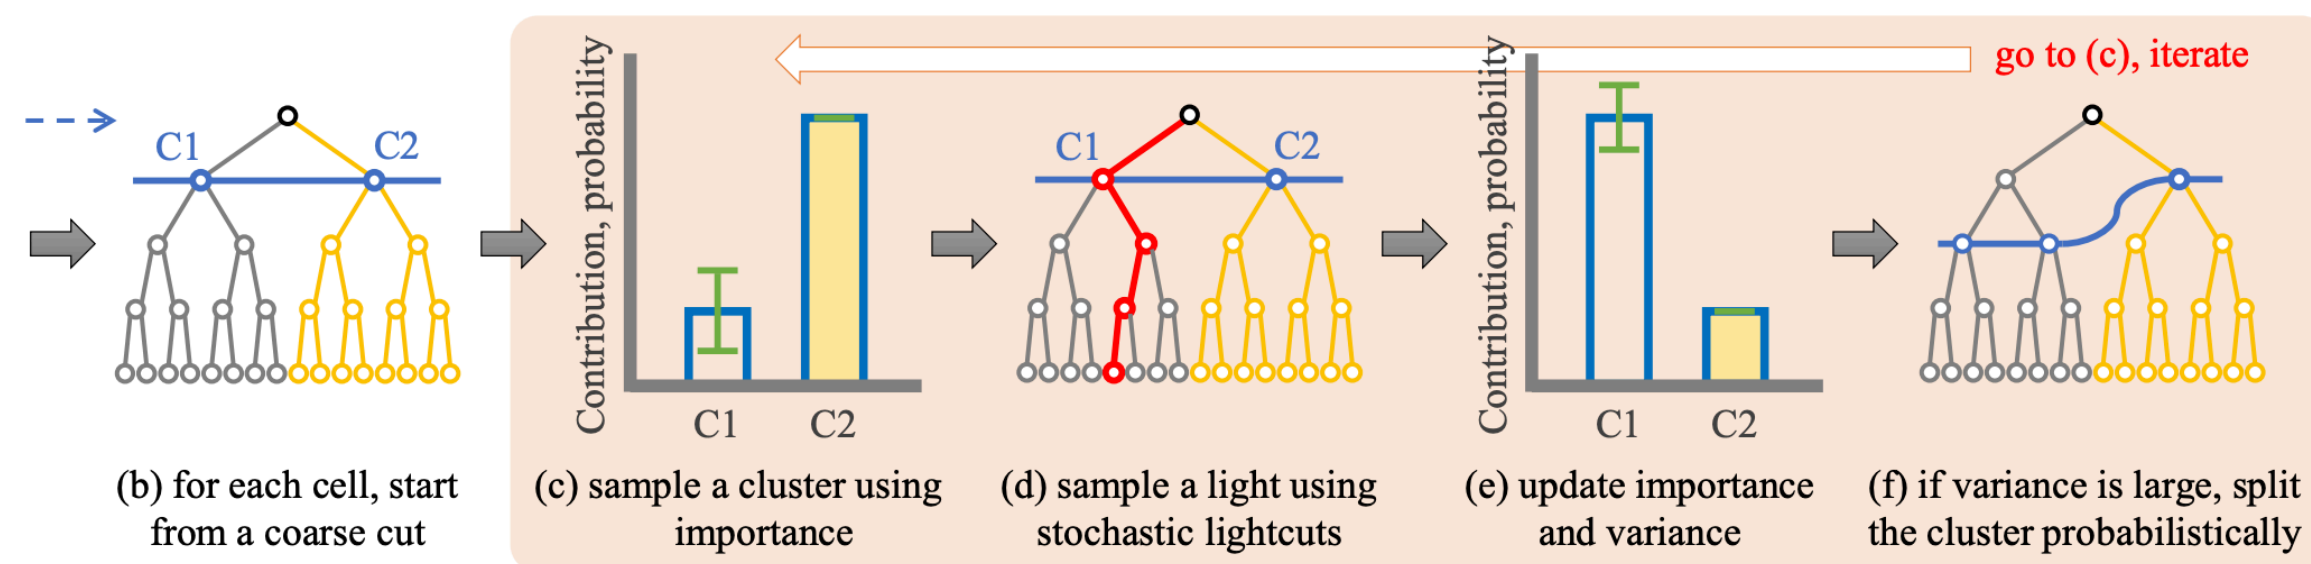 go to (c), iterate
C1
C2
Contribution, probability
C1
C2
C1
C2
Contribution, probability
C1
C2
(b) for each cell, start
from a coarse cut
(c) sample a cluster using
importance
(d) sample a light using
stochastic lightcuts
(e) update importance
and variance
(f) if variance is large, split
the cluster probabilistically